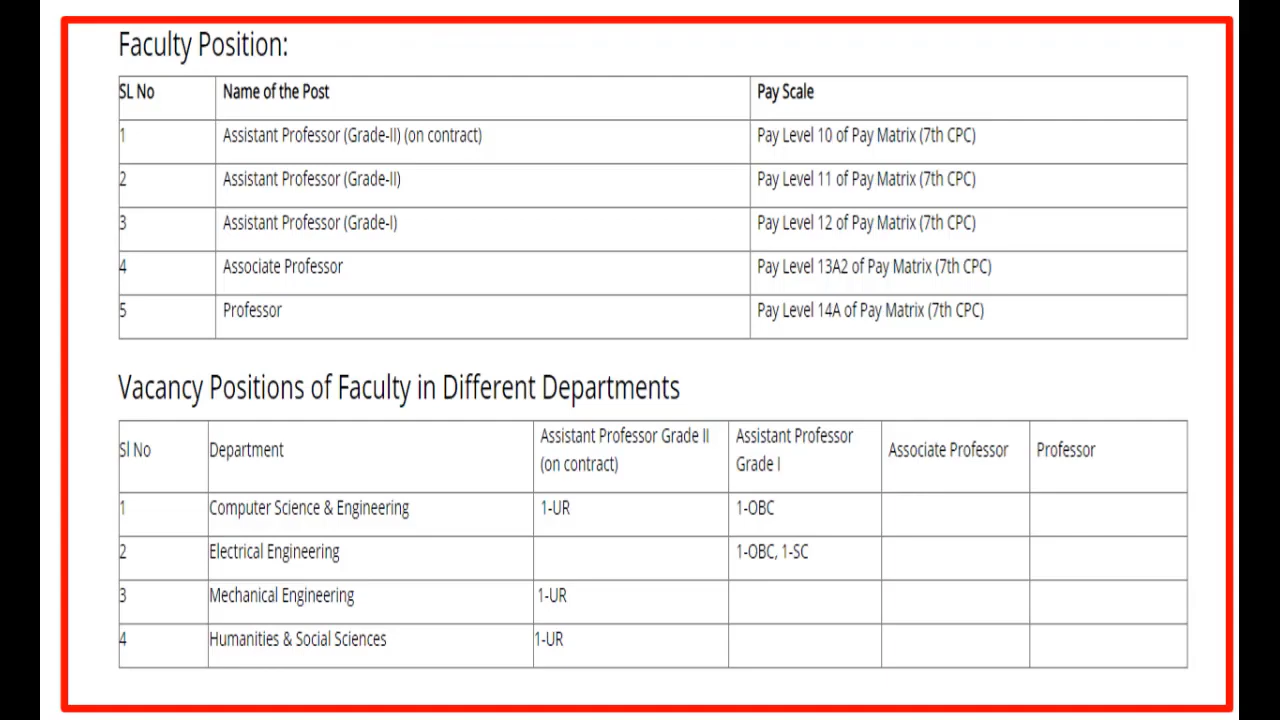 Faculty Position:
SL No Name of the Post Pay Scale
1 Assistant Professor (Grade-II) (on contract) Pay Level 10 of Pay Matrix (7th CPC)
2 Assistant Professor (Grade-II) Pay Level 11 of Pay Matrix (7th CPC)
3 Assistant Professor (Grade-I) Pay Level 12 of Pay Matrix (7th CPC)
4 Associate Professor Pay Level 13A2 of Pay Matrix (7th CPC)
5 Professor Pay Level 14A of Pay Matrix (7th CPC)
Vacancy Positions of Faculty in Different Departments
Sl No Department Assistant Professor Grade II
(on contract) Assistant Professor
Grade I Associate Professor Professor
1 Computer Science & Engineering 1-UR 1-OBC
2 Electrical Engineering 1-OBC, 1-SC
3 Mechanical Engineering 1-UR
4 Humanities & Social Sciences 1-UR